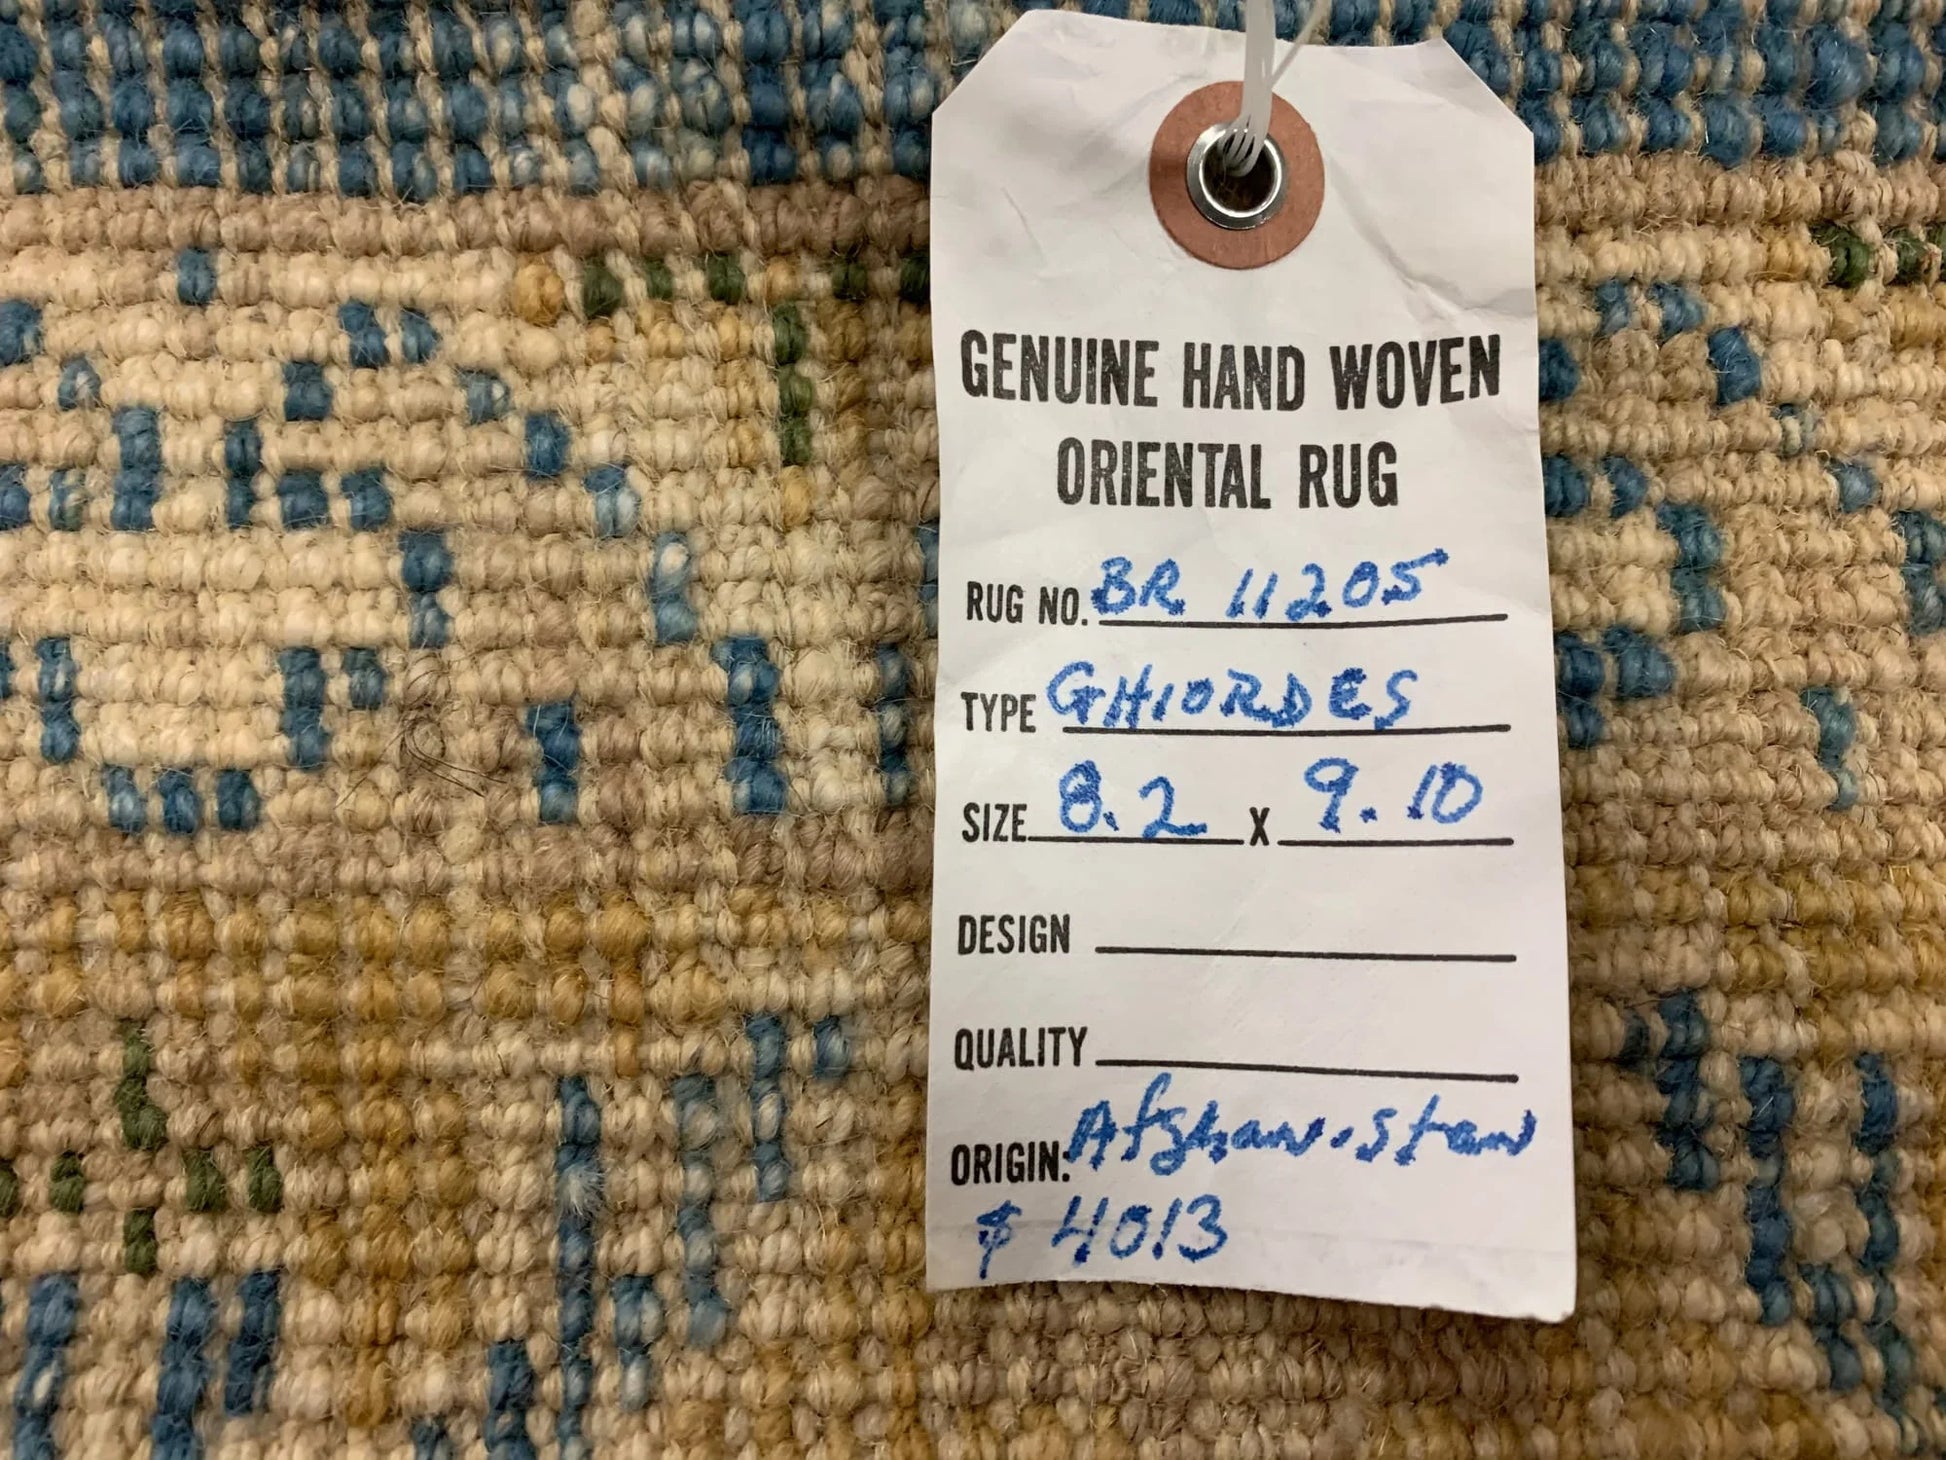 GENUINE HAND WOVEN
ORIENTAL RUG
RUG NO. BR 11205
TYPE GHIORDES
SIZE 8.2 X 9.10
DESIGN
QUALITY
ORIGIN: Afghanistan
$ 4013